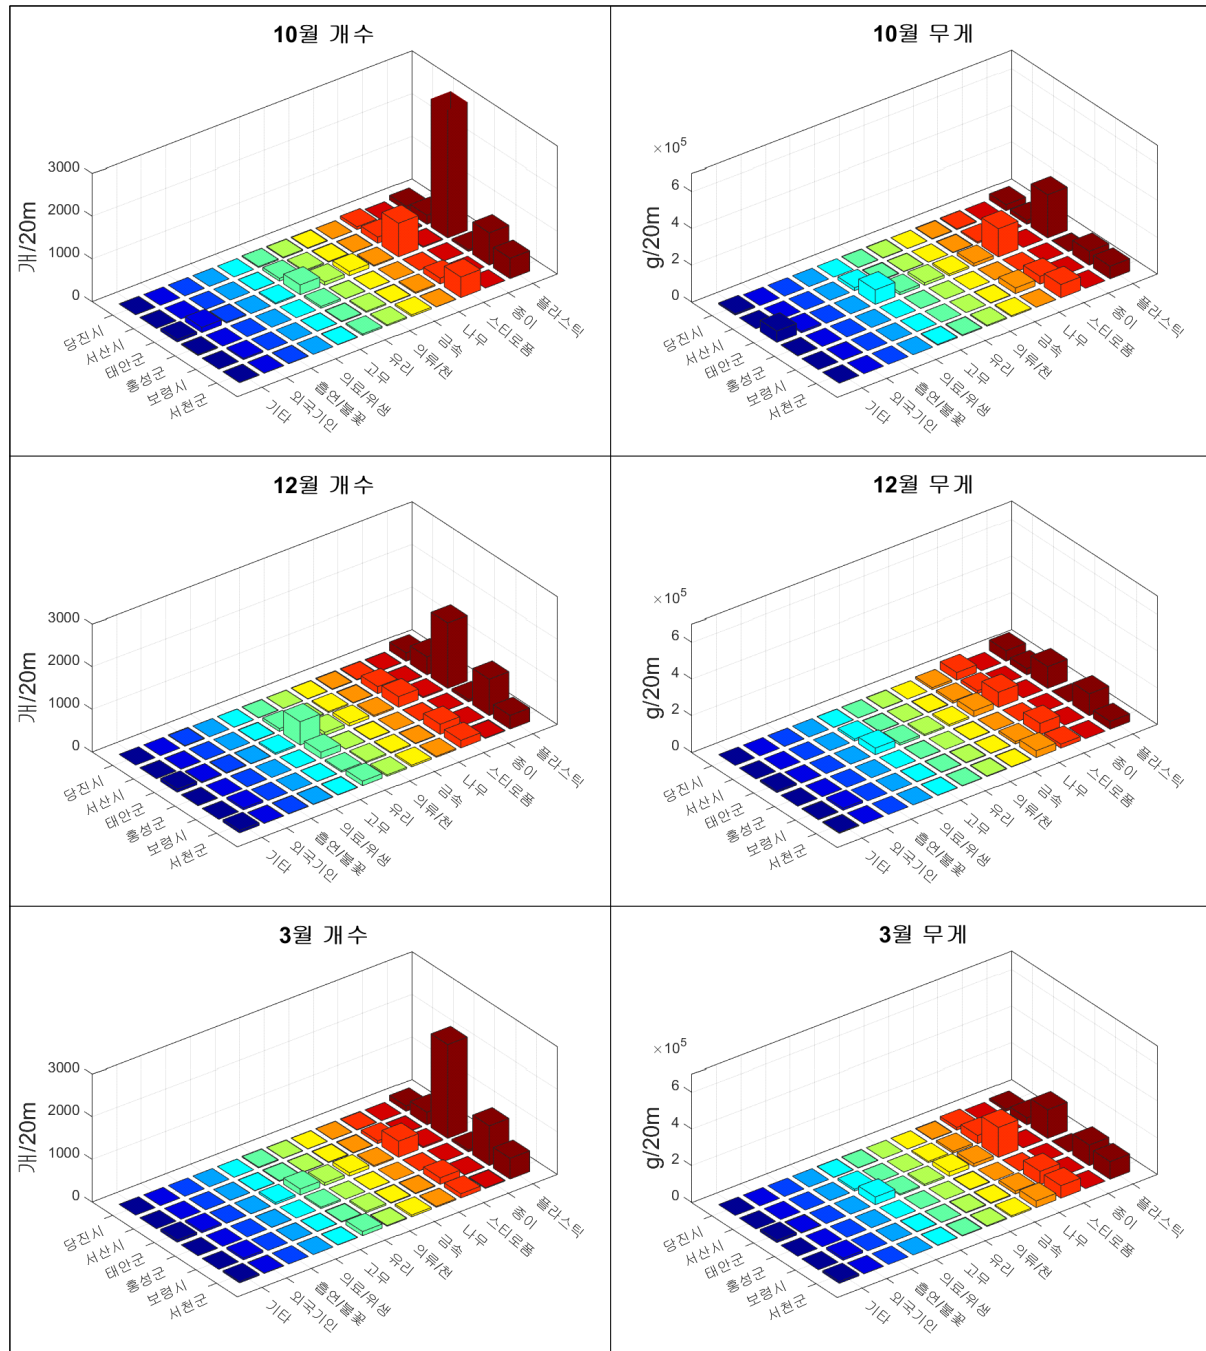 10월 개수
3000
2000
1000
0
개/20m
당진시
서산시
태안군
홍성군
보령시
서천군
기타
외국기인
흡연/불꽃
의료/위생
고무
유리
의류/천
금속
나무
스티로폼
종이
플라스틱
10월 무게
×10⁵
6
4
2
0
g/20m
당진시
서산시
태안군
홍성군
보령시
서천군
기타
외국기인
흡연/불꽃
의료/위생
고무
유리
의류/천
금속
나무
스티로폼
종이
플라스틱
12월 개수
3000
2000
1000
0
개/20m
당진시
서산시
태안군
홍성군
보령시
서천군
기타
외국기인
흡연/불꽃
의료/위생
고무
유리
의류/천
금속
나무
스티로폼
종이
플라스틱
12월 무게
×10⁵
6
4
2
0
g/20m
당진시
서산시
태안군
홍성군
보령시
서천군
기타
외국기인
흡연/불꽃
의료/위생
고무
유리
의류/천
금속
나무
스티로폼
종이
플라스틱
3월 개수
3000
2000
1000
0
개/20m
당진시
서산시
태안군
홍성군
보령시
서천군
기타
외국기인
흡연/불꽃
의료/위생
고무
유리
의류/천
금속
나무
스티로폼
종이
플라스틱
3월 무게
×10⁵
6
4
2
0
g/20m
당진시
서산시
태안군
홍성군
보령시
서천군
기타
외국기인
흡연/불꽃
의료/위생
고무
유리
의류/천
금속
나무
스티로폼
종이
플라스틱